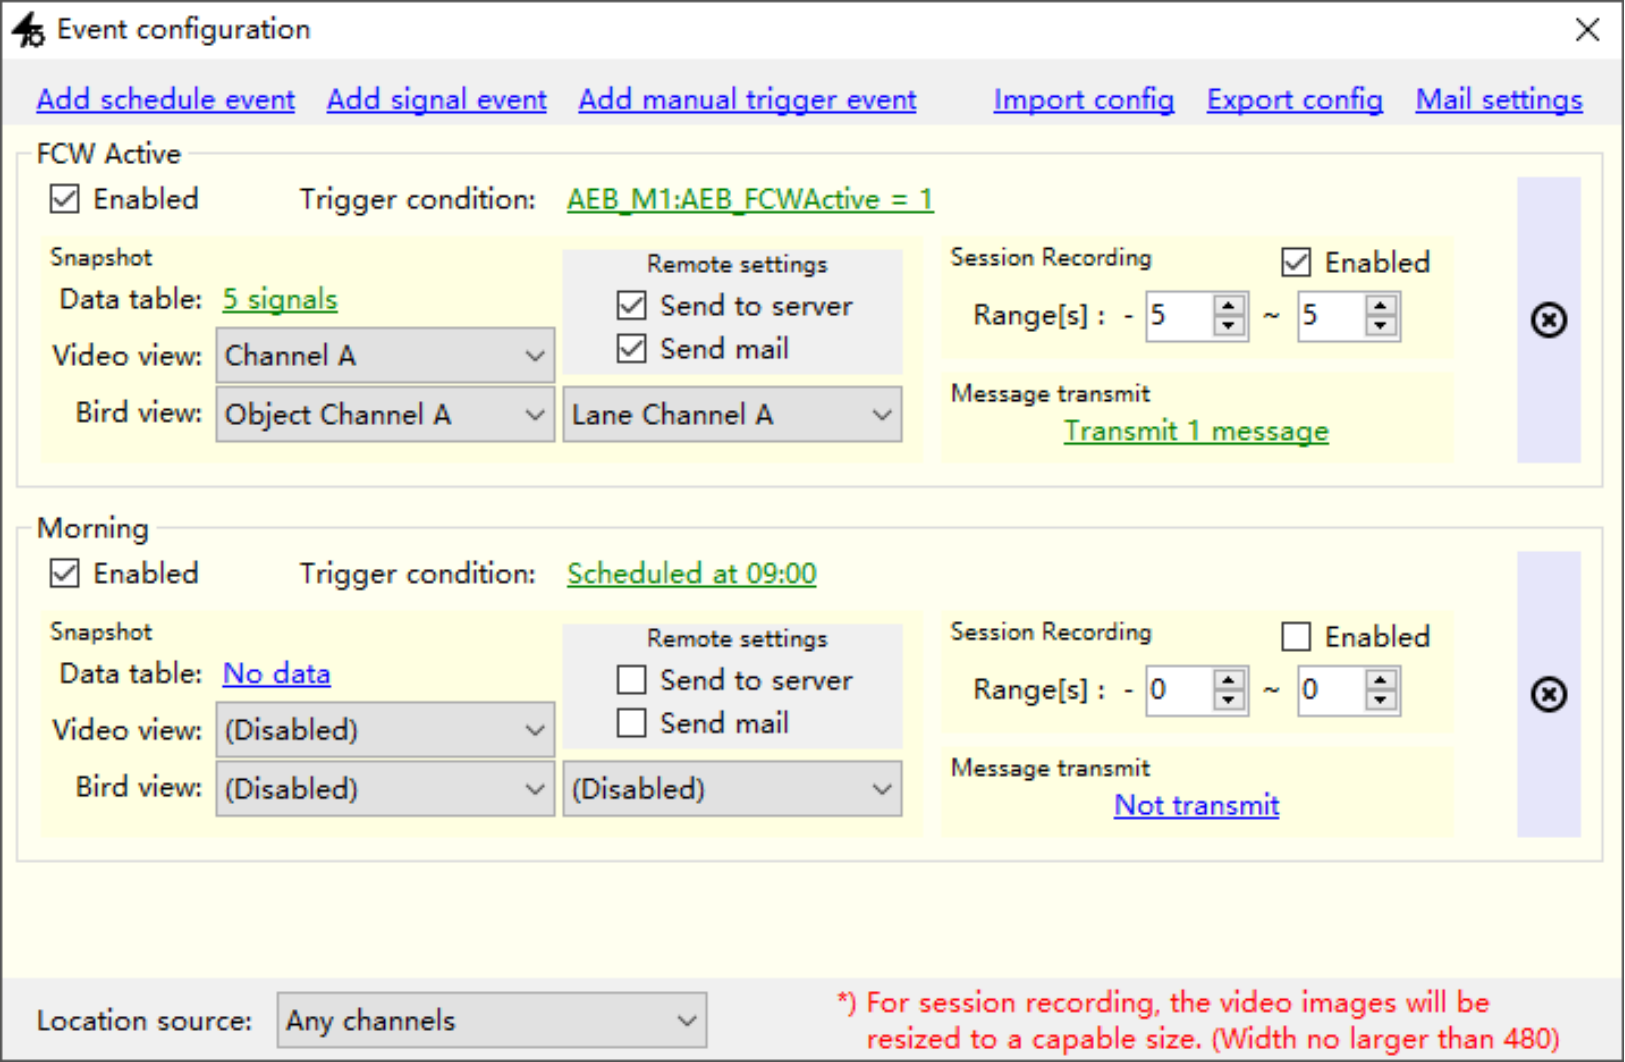 Event configuration
Add schedule event Add signal event Add manual trigger event Import config Export config Mail settings
FCW Active
Enabled Trigger condition: AEB_M1:AEB_FCWActive = 1
Snapshot
Data table: 5 signals
Video view: Channel A
Bird view: Object Channel A Lane Channel A
Remote settings
Send to server
Send mail
Session Recording Enabled
Range[s] : - 5 ~ 5
Message transmit
Transmit 1 message
Morning
Enabled Trigger condition: Scheduled at 09:00
Snapshot
Data table: No data
Video view: (Disabled)
Bird view: (Disabled) (Disabled)
Remote settings
Send to server
Send mail
Session Recording Enabled
Range[s] : - 0 ~ 0
Message transmit
Not transmit
Location source: Any channels
*) For session recording, the video images will be
resized to a capable size. (Width no larger than 480)